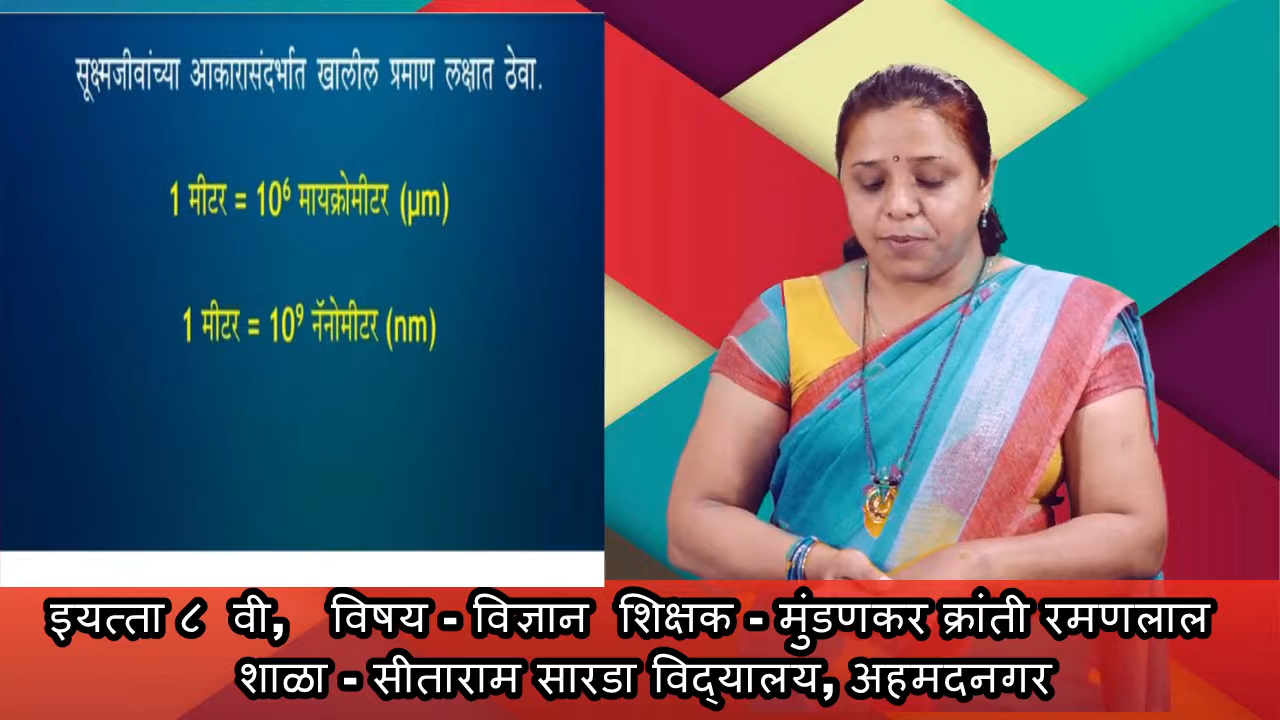 सूक्ष्मजीवांच्या आकारासंदर्भात खालील प्रमाण लक्षात ठेवा.
1 मीटर = 10⁶ मायक्रोमीटर (µm)
1 मीटर = 10⁹ नॅनोमीटर (nm)
इयत्ता ८ वी, विषय - विज्ञान शिक्षक - मुंडणकर क्रांती रमणलाल
शाळा - सीताराम सारडा विद्यालय, अहमदनगर